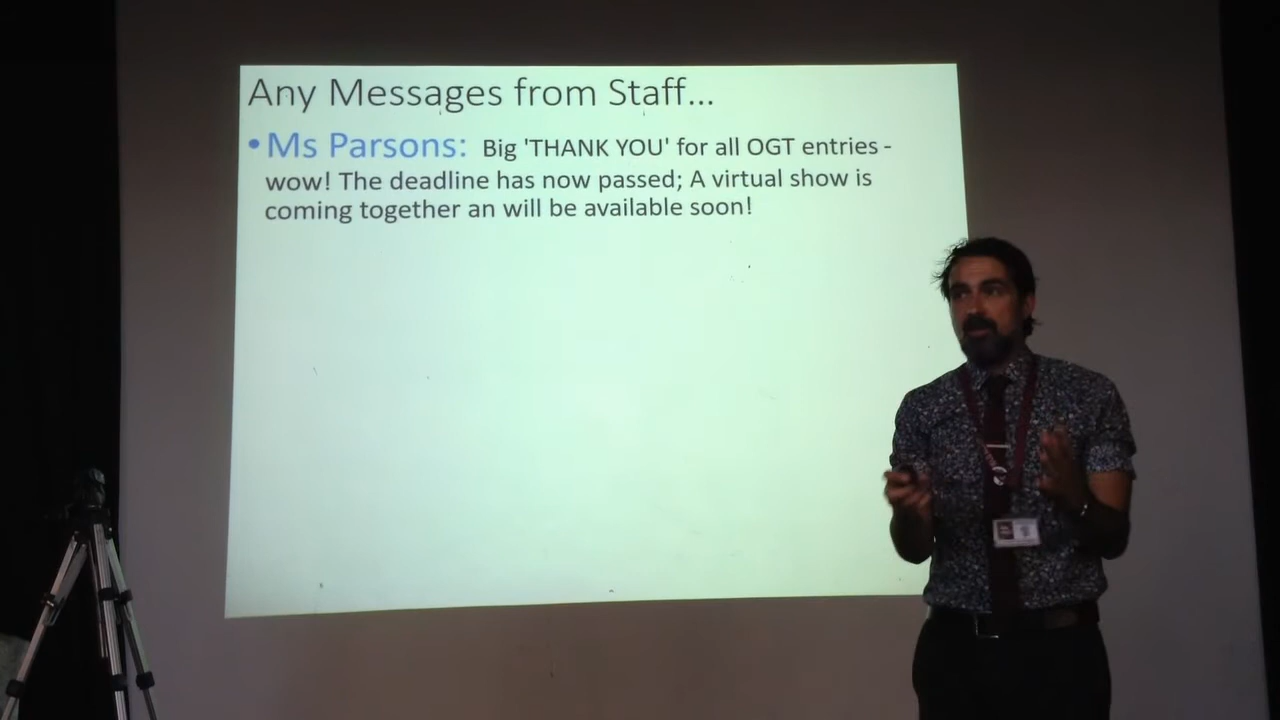 Any Messages from Staff...
• Ms Parsons: Big 'THANK YOU' for all OGT entries -
wow! The deadline has now passed; A virtual show is
coming together an will be available soon!